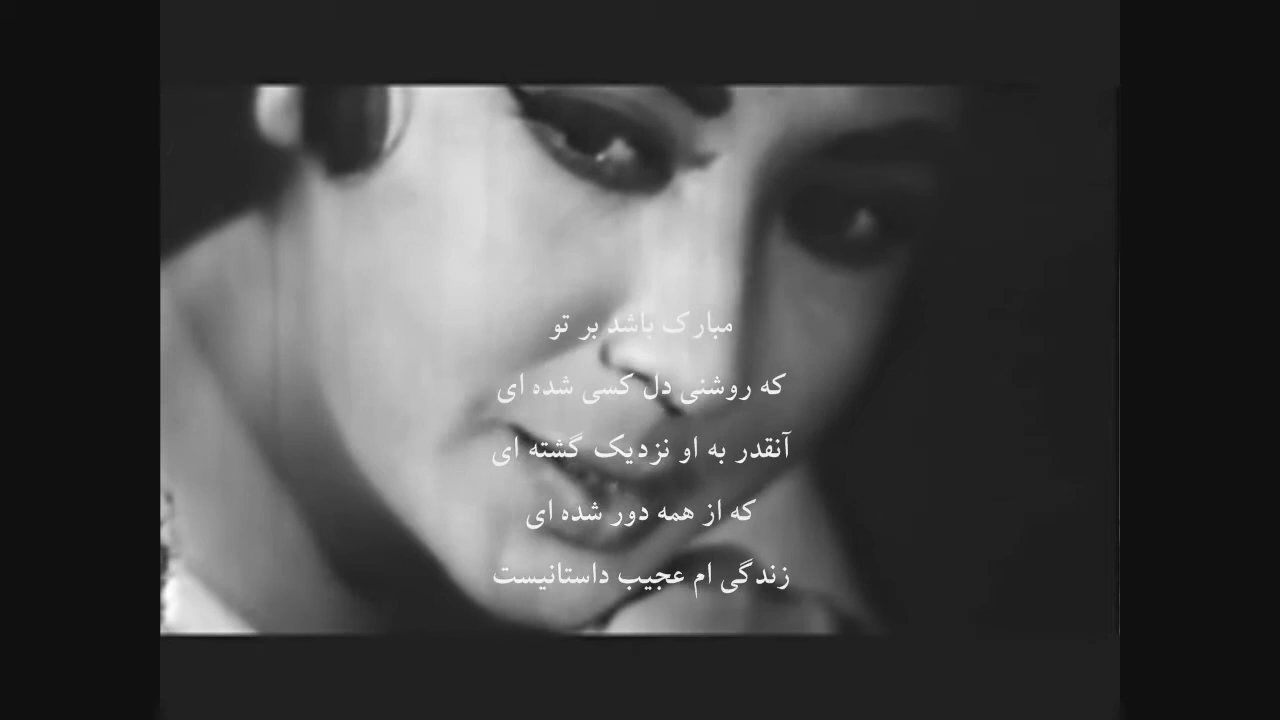 مبارک باشد بر تو
که روشنی دل کسی شده ای
آنقدر به او نزدیک گشته ای
که از همه دور شده ای
زندگی ام عجیب داستانیست